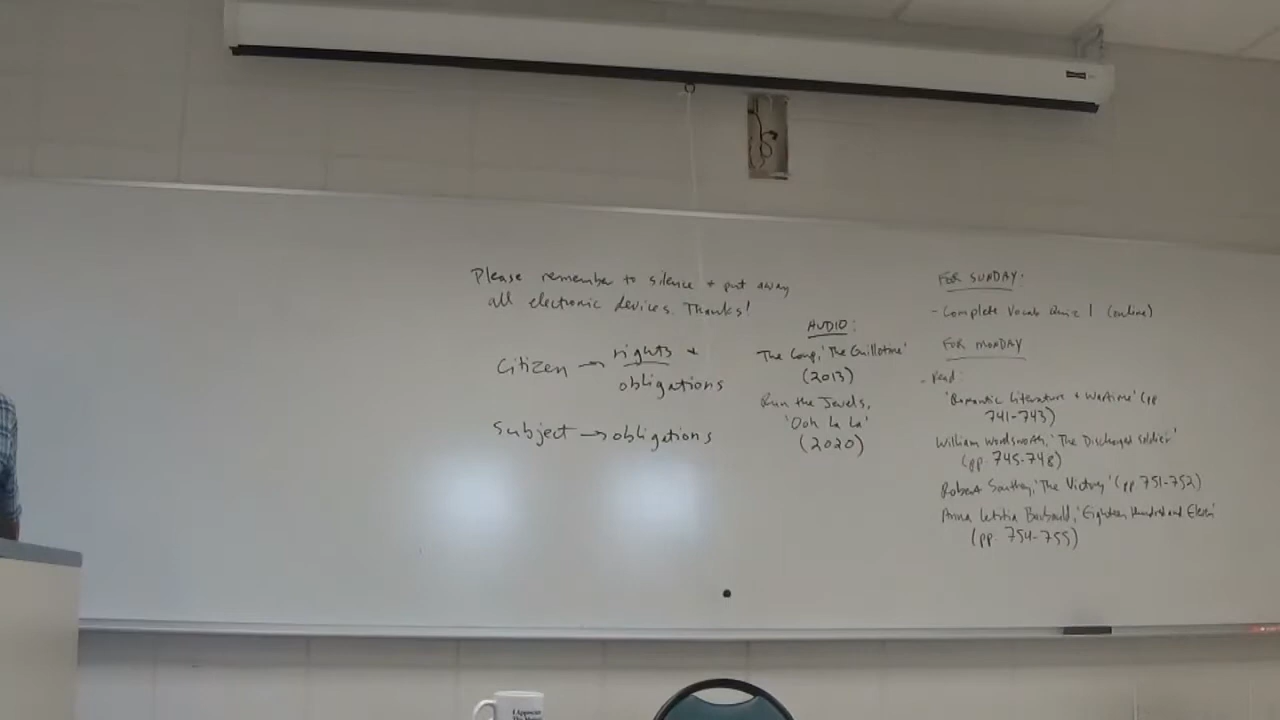 Please remember to silence + put away
all electronic devices. Thanks!
Citizen → rights +
obligations
Subject → obligations
AUDIO:
The Coup, 'The Guillotine'
(2013)
Run the Jewels,
'Ooh La La'
(2020)
FOR SUNDAY:
- Complete Vocab Quiz 1 (online)
FOR MONDAY
- Read:
'Romantic Literature + Wartime' (pp
741-743)
William Wordsworth, 'The Discharged Soldier'
(pp. 745-748)
Robert Southey, 'The Victory' (pp 751-752)
Anna Letitia Barbauld, 'Eighteen Hundred and Eleven'
(pp. 754-755)